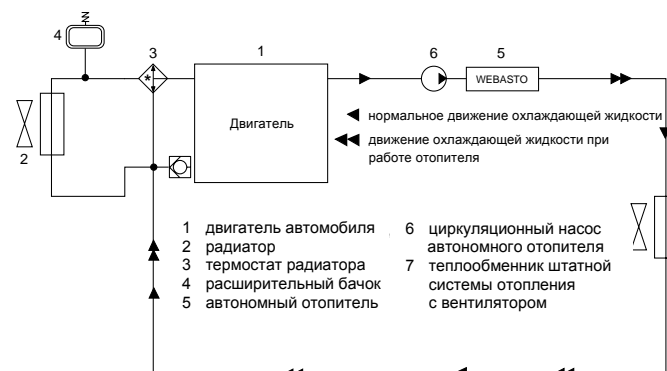 4
3
1
6
5
WEBASTO
нормальное движение охлаждающей жидкости
Двигатель
движение охлаждающей жидкости при
работе отопителя
2
1 двигатель автомобиля
2 радиатор
3 термостат радиатора
4 расширительный бачок
5 автономный отопитель
6 циркуляционный насос
автономного отопителя
7 теплообменник штатной
системы отопления
с вентилятором